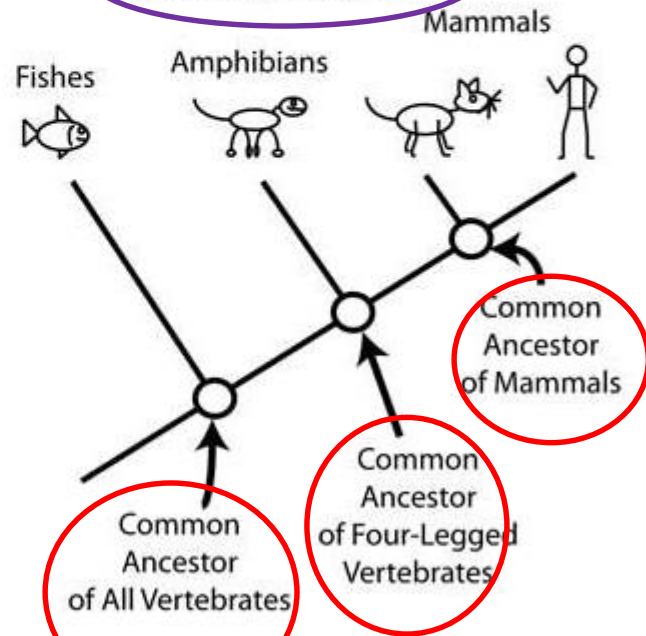 Mammals
Amphibians
Fishes
Common
Ancestor
of Mammals
Common
Ancestor
of Four-Legged
Vertebrates
Common
Ancestor
of All Vertebrates